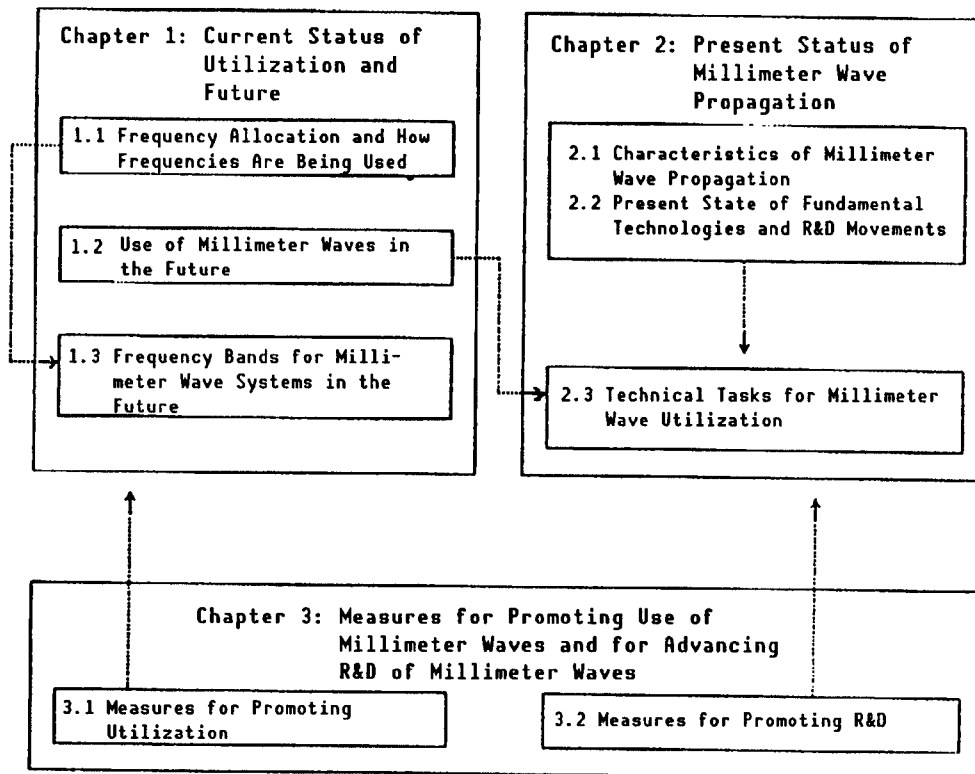 Chapter 1: Current Status of
Utilization and
Future
1.1 Frequency Allocation and How
Frequencies Are Being Used
1.2 Use of Millimeter Waves in
the Future
1.3 Frequency Bands for Milli-
meter Wave Systems in the
Future
Chapter 2: Present Status of
Millimeter Wave
Propagation
2.1 Characteristics of Millimeter
Wave Propagation
2.2 Present State of Fundamental
Technologies and R&D Movements
2.3 Technical Tasks for Millimeter
Wave Utilization
Chapter 3: Measures for Promoting Use of
Millimeter Waves and for Advancing
R&D of Millimeter Waves
3.1 Measures for Promoting
Utilization
3.2 Measures for Promoting R&D